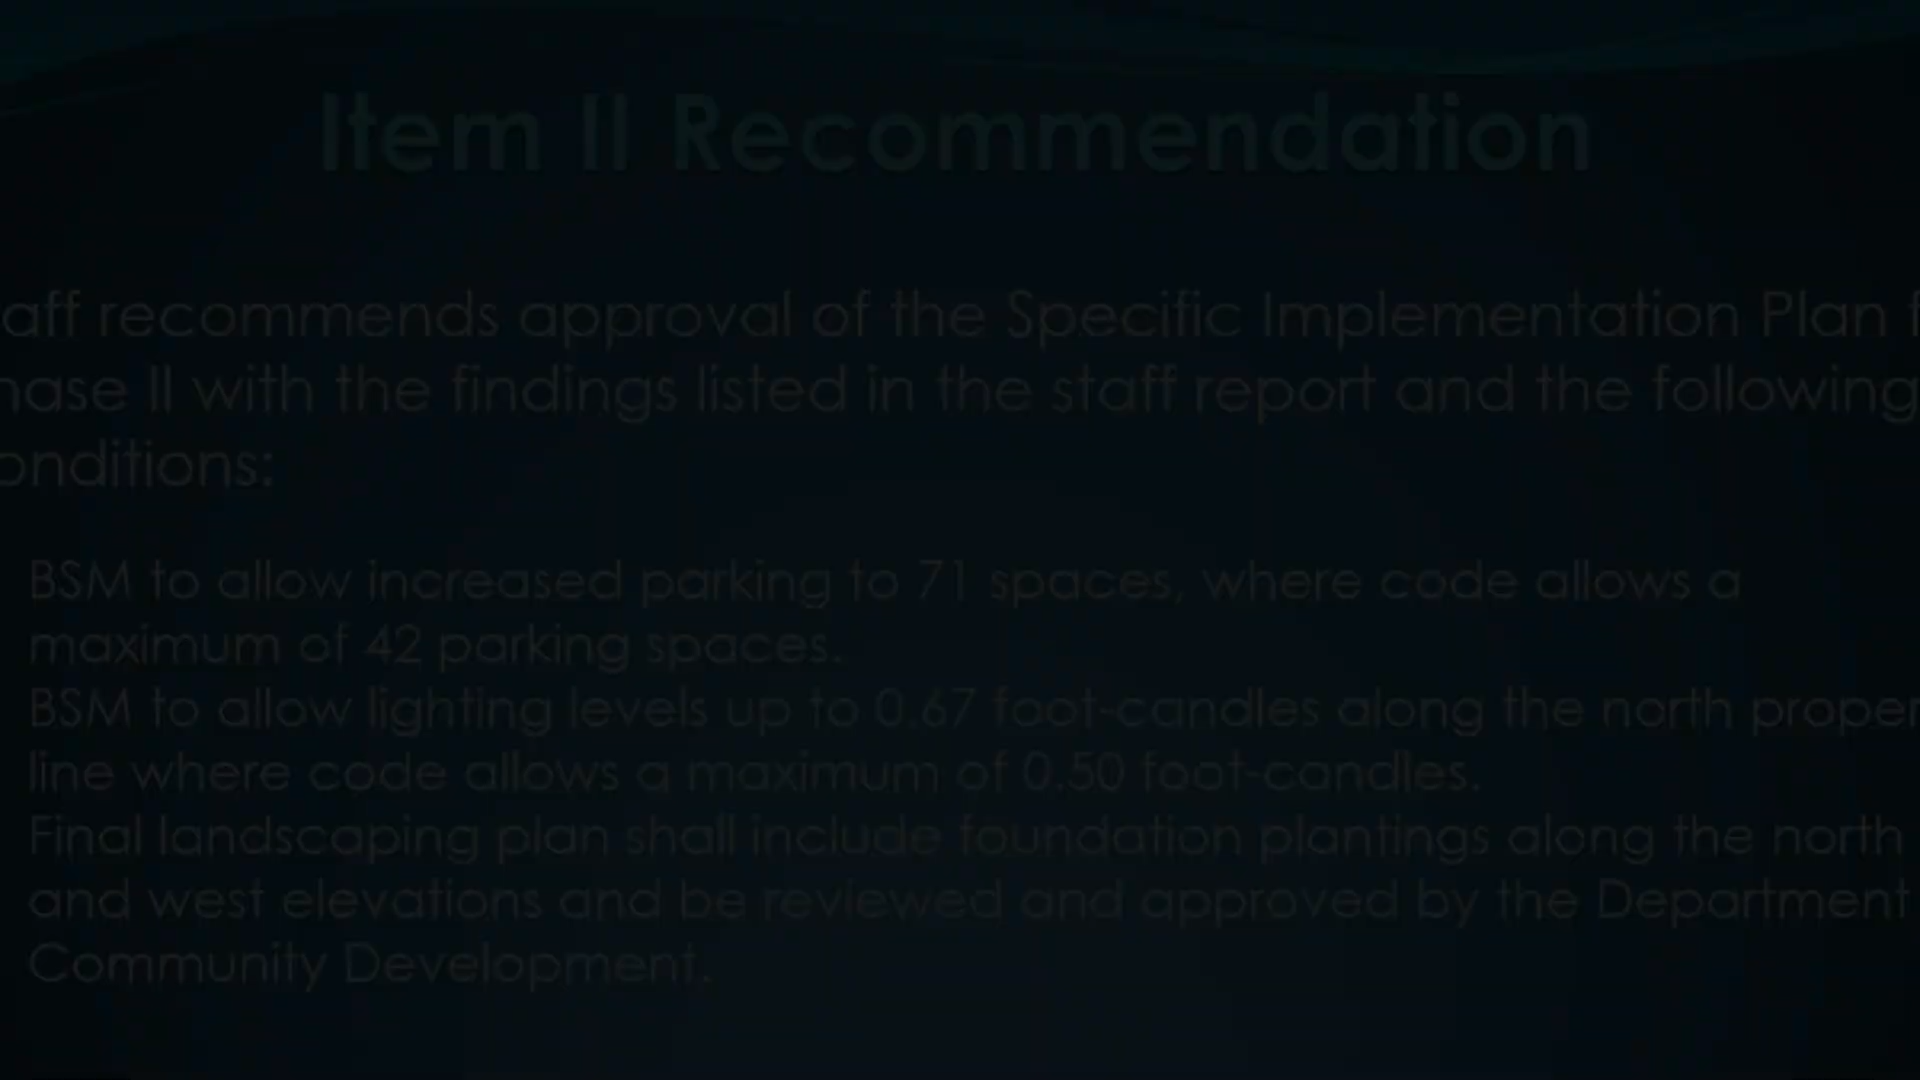 Item II Recommendation
aff recommends approval of the Specific Implementation Plan f
hase II with the findings listed in the staff report and the following
onditions:
BSM to allow increased parking to 71 spaces, where code allows a
maximum of 42 parking spaces.
BSM to allow lighting levels up to 0.67 foot-candles along the north proper
line where code allows a maximum of 0.50 foot-candles.
Final landscaping plan shall include foundation plantings along the north
and west elevations and be reviewed and approved by the Department
Community Development.